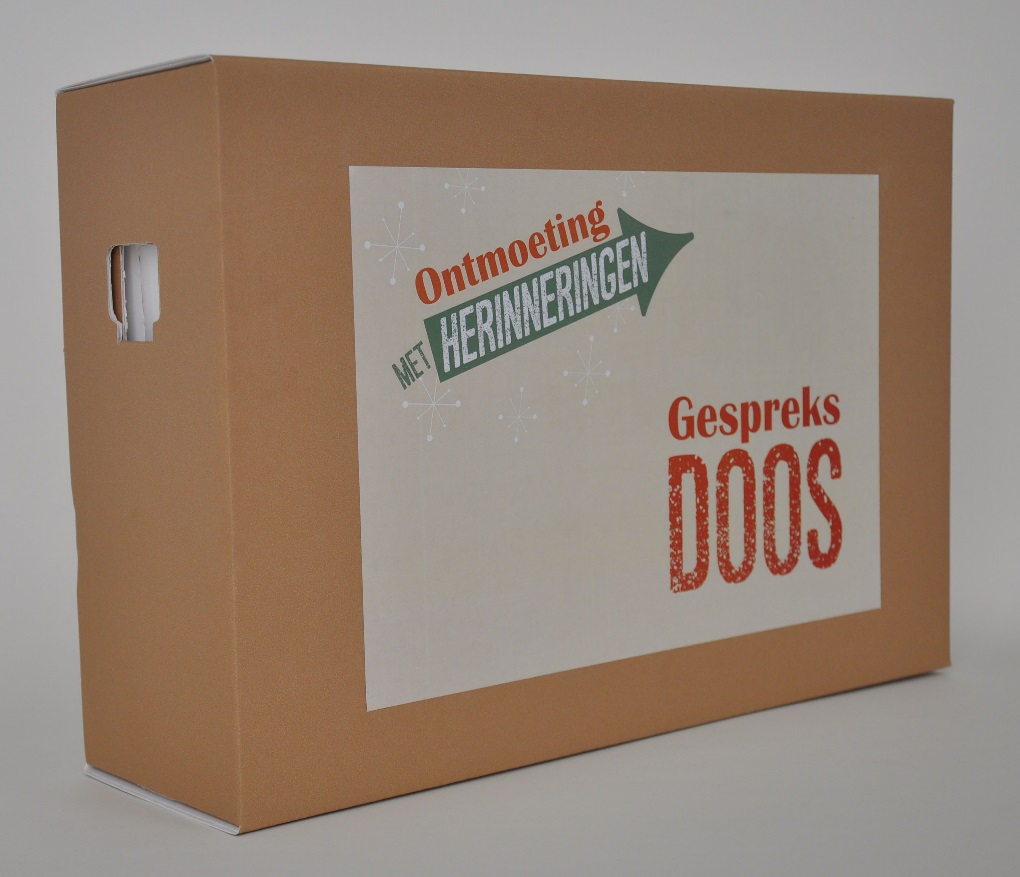 Ontmoeting
MET HERINNERINGEN
Gespreks
DOOS